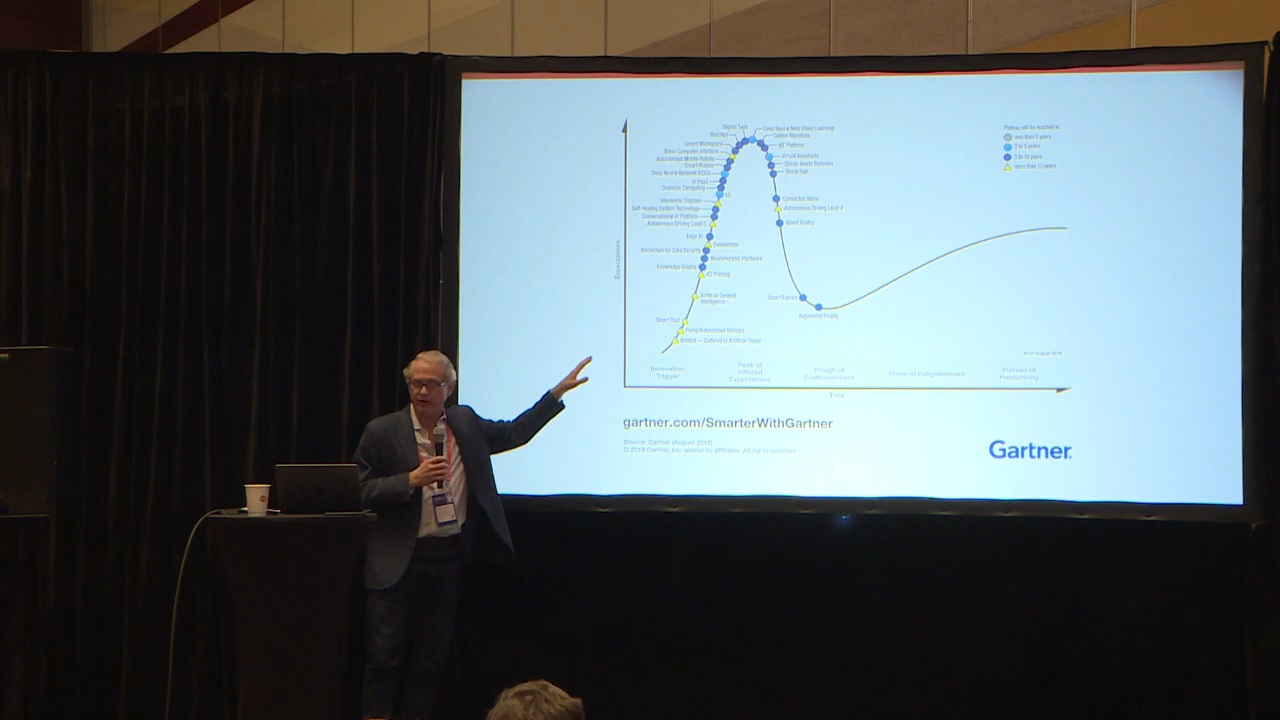 Plateau will be reached in:
less than 2 years
2 to 5 years
5 to 10 years
more than 10 years
Digital Twin
Deep Neural Nets (Deep Learning)
Biochips
Carbon Nanotube
Smart Workspace
IoT Platform
Brain Computer Interface
Virtual Assistants
Autonomous Mobile Robots
Smart Robots
Silicon Anode Batteries
Deep Neural Network ASICs
Blockchain
AI PaaS
Quantum Computing
5G
Volumetric Displays
Connected Home
Self-Healing System Technology
Autonomous Driving Level 4
Conversational AI Platform
Autonomous Driving Level 5
Mixed Reality
Edge AI
Exoskeleton
Blockchain for Data Security
Neuromorphic Hardware
Knowledge Graphs
4D Printing
Artificial General
Intelligence
Smart Fabrics
Augmented Reality
Smart Dust
Flying Autonomous Vehicles
Biotech — Cultured or Artificial Tissue
Expectations
As of August 2018
Innovation
Trigger
Peak of
Inflated
Expectations
Trough of
Disillusionment
Slope of Enlightenment
Plateau of
Productivity
Time
gartner.com/SmarterWithGartner
Source: Gartner (August 2018)
© 2018 Gartner, Inc. and/or its affiliates. All rights reserved.
Gartner.